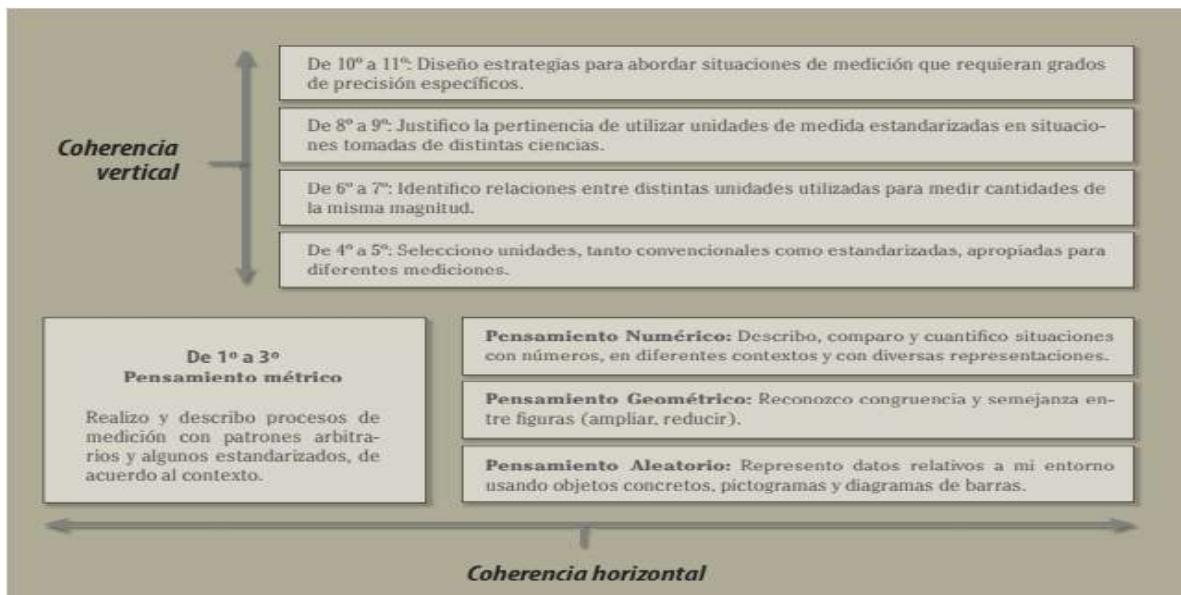 De 10º a 11º: Diseño estrategias para abordar situaciones de medición que requieran grados
de precisión específicos.
Coherencia
vertical
De 8º a 9º: Justifico la pertinencia de utilizar unidades de medida estandarizadas en situacio-
nes tomadas de distintas ciencias.
De 6º a 7º: Identifico relaciones entre distintas unidades utilizadas para medir cantidades de
la misma magnitud.
De 4º a 5º: Selecciono unidades, tanto convencionales como estandarizadas, apropiadas para
diferentes mediciones.
De 1º a 3º
Pensamiento métrico
Realizo y describo procesos de
medición con patrones arbitra-
rios y algunos estandarizados, de
acuerdo al contexto.
Pensamiento Numérico: Describo, comparo y cuantifico situaciones
con números, en diferentes contextos y con diversas representaciones.
Pensamiento Geométrico: Reconozco congruencia y semejanza en-
tre figuras (ampliar, reducir).
Pensamiento Aleatorio: Represento datos relativos a mi entorno
usando objetos concretos, pictogramas y diagramas de barras.
Coherencia horizontal